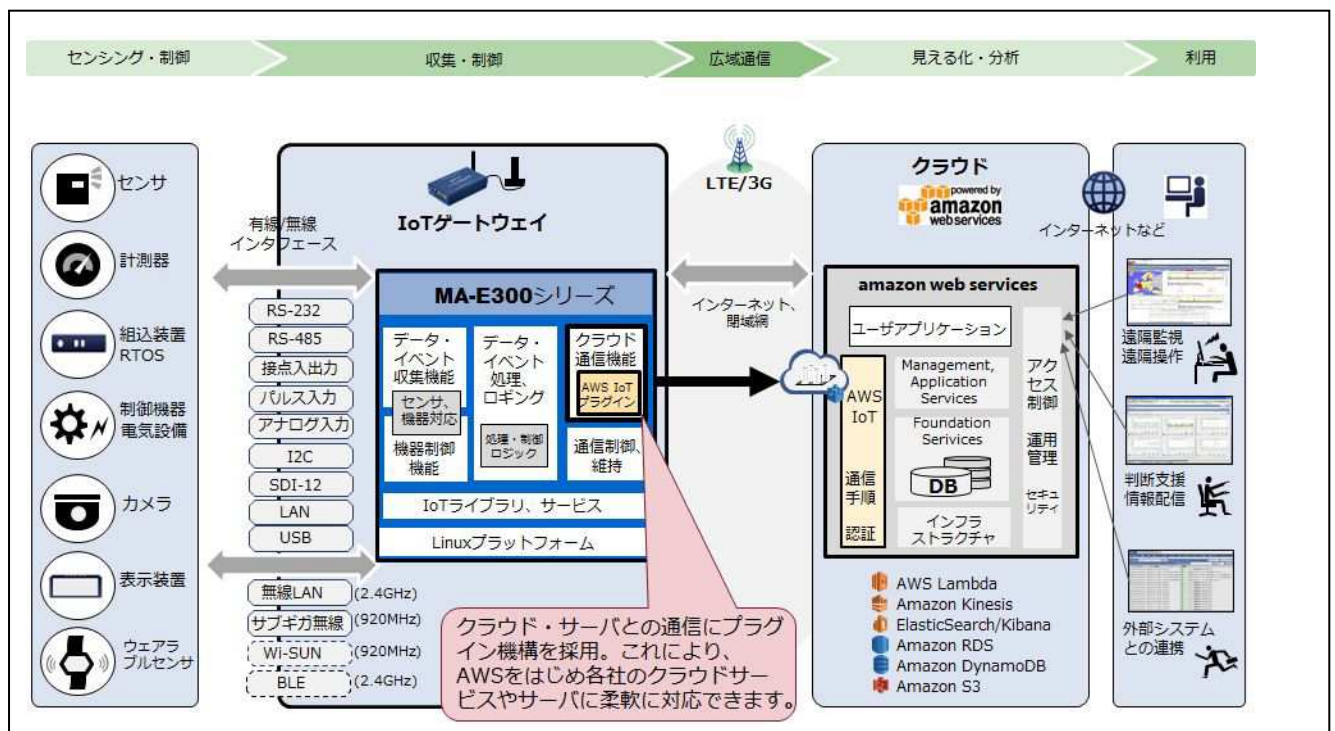 センシング・制御
収集・制御
広域通信
見える化・分析
利用
センサ
計測器
組込装置
RTOS
制御機器
電気設備
カメラ
表示装置
ウェアラ
ブルセンサ
有線/無線
インタフェース
RS-232
RS-485
接点入出力
パルス入力
アナログ入力
I2C
SDI-12
LAN
USB
無線LAN
(2.4GHz)
サブギガ無線
(920MHz)
Wi-SUN
(920MHz)
BLE
(2.4GHz)
IoTゲートウェイ
MA-E300シリーズ
データ・
イベント
収集機能
センサ、
機器対応
機器制御
機能
データ・
イベント
処理、
ロギング
処理・制御
ロジック
クラウド
通信機能
AWS IoT
プラグイン
通信制御、
維持
IoTライブラリ、サービス
Linuxプラットフォーム
クラウド・サーバとの通信にプラグ
イン機構を採用。これにより、
AWSをはじめ各社のクラウドサー
ビスやサーバに柔軟に対応できます。
LTE/3G
インターネット、
閉域網
クラウド
powered by
amazon
webservices
amazon web services
ユーザアプリケーション
AWS
IoT
通信
手順
認証
Management,
Application
Services
Foundation
Services
DB
インフラ
ストラクチャ
アク
セス
制御
運用
管理
セキュ
リティ
AWS Lambda
Amazon Kinesis
ElasticSearch/Kibana
Amazon RDS
Amazon DynamoDB
Amazon S3
インターネットなど
遠隔監視
遠隔操作
判断支援
情報配信
外部システム
との連携